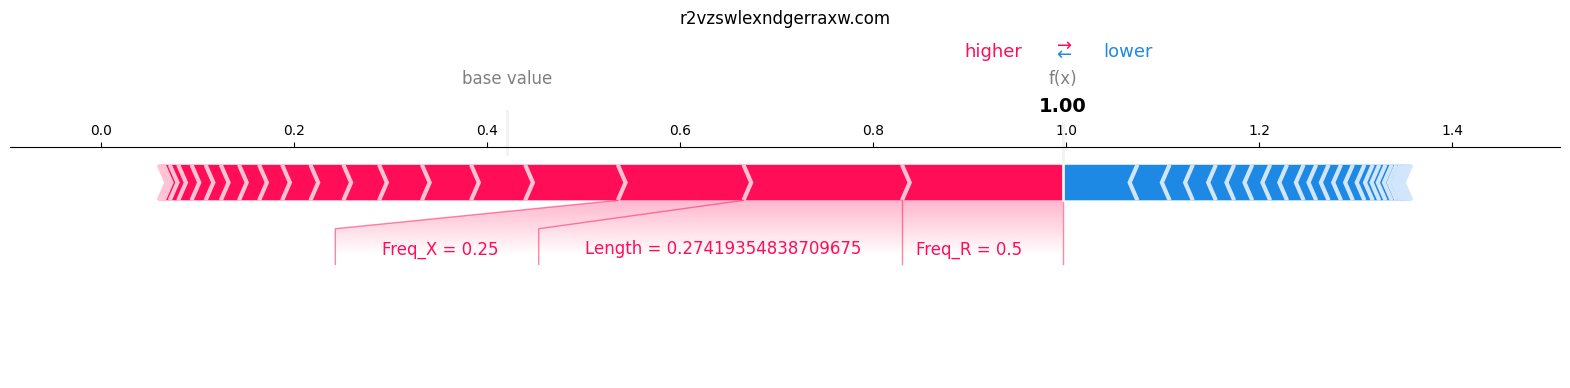 r2vzswlexndgerraxw.com
higher → ← lower
base value f(x)
1.00
0.0 0.2 0.4 0.6 0.8 1.0 1.2 1.4
Freq_X = 0.25 Length = 0.27419354838709675 Freq_R = 0.5